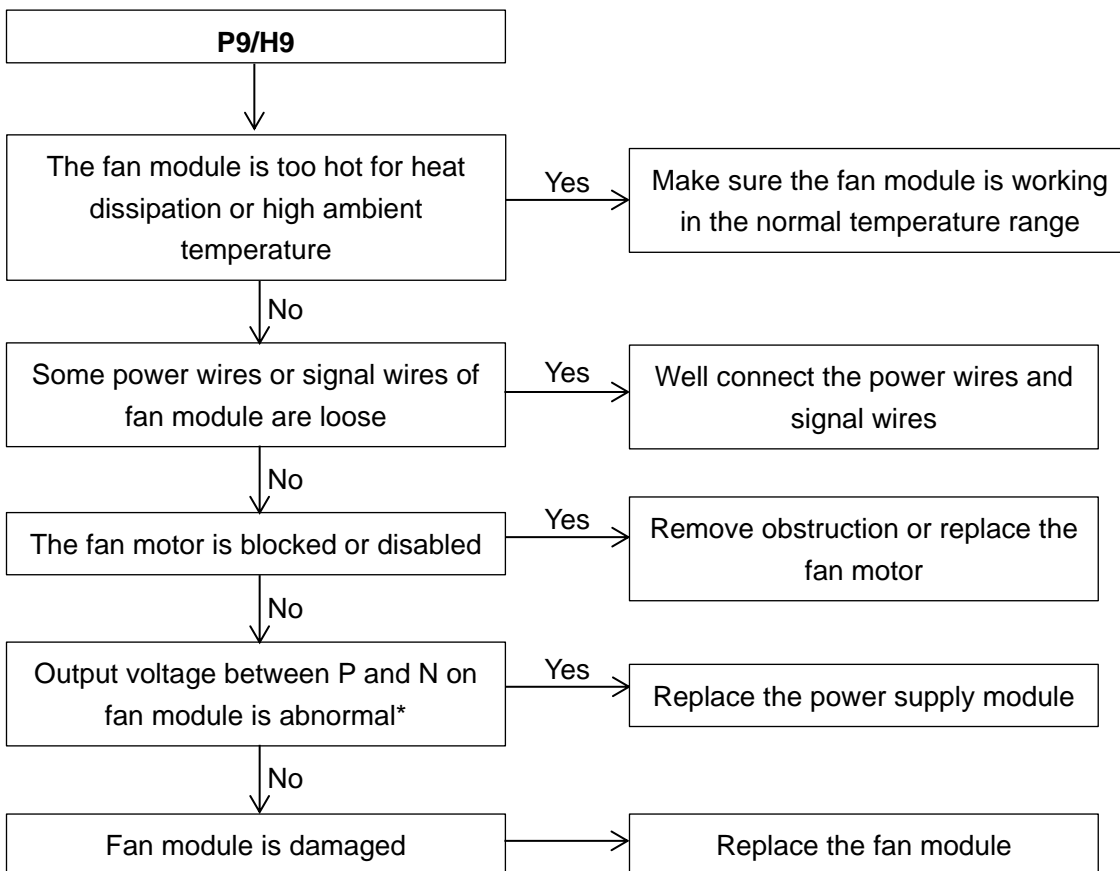 P9/H9
The fan module is too hot for heat
dissipation or high ambient
temperature
Yes
Make sure the fan module is working
in the normal temperature range
No
Some power wires or signal wires of
fan module are loose
Yes
Well connect the power wires and
signal wires
No
The fan motor is blocked or disabled
Yes
Remove obstruction or replace the
fan motor
No
Output voltage between P and N on
fan module is abnormal*
Yes
Replace the power supply module
No
Fan module is damaged
Replace the fan module